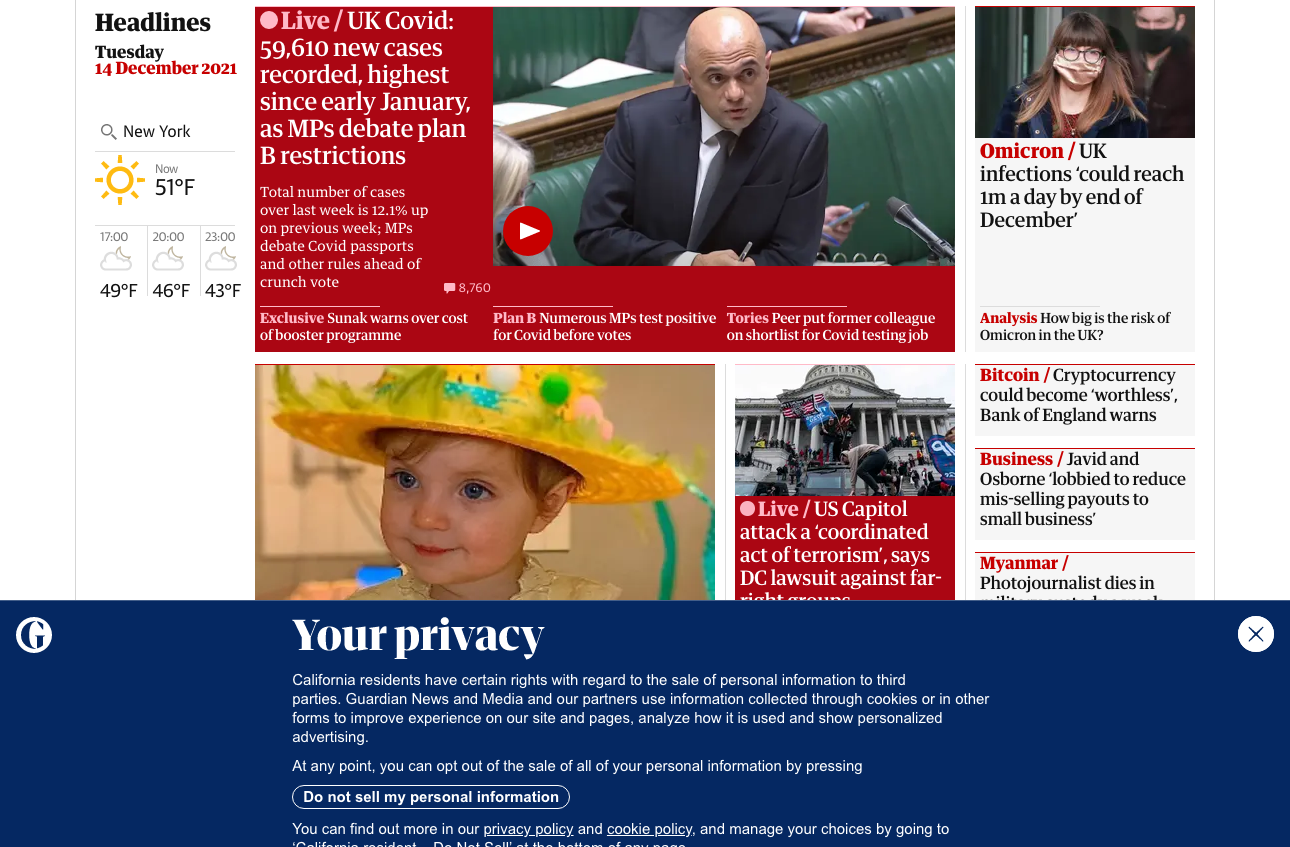 Headlines
Tuesday
14 December 2021
New York
Now
51°F
17:00
20:00
23:00
49°F
46°F
43°F
Live / UK Covid:
59,610 new cases
recorded, highest
since early January,
as MPs debate plan
B restrictions
Total number of cases
over last week is 12.1% up
on previous week; MPs
debate Covid passports
and other rules ahead of
crunch vote
8,760
Exclusive Sunak warns over cost
of booster programme
Plan B Numerous MPs test positive
for Covid before votes
Tories Peer put former colleague
on shortlist for Covid testing job
Omicron / UK
infections ‘could reach
1m a day by end of
December’
Analysis How big is the risk of
Omicron in the UK?
Live / US Capitol
attack a ‘coordinated
act of terrorism’, says
DC lawsuit against far-
right groups
Bitcoin / Cryptocurrency
could become ‘worthless’,
Bank of England warns
Business / Javid and
Osborne ‘lobbied to reduce
mis-selling payouts to
small business’
Myanmar /
Photojournalist dies in
Your privacy
California residents have certain rights with regard to the sale of personal information to third
parties. Guardian News and Media and our partners use information collected through cookies or in other
forms to improve experience on our site and pages, analyze how it is used and show personalized
advertising.
At any point, you can opt out of the sale of all of your personal information by pressing
Do not sell my personal information
You can find out more in our privacy policy and cookie policy, and manage your choices by going to
‘California resident – Do Not Sell’ at the bottom of any page